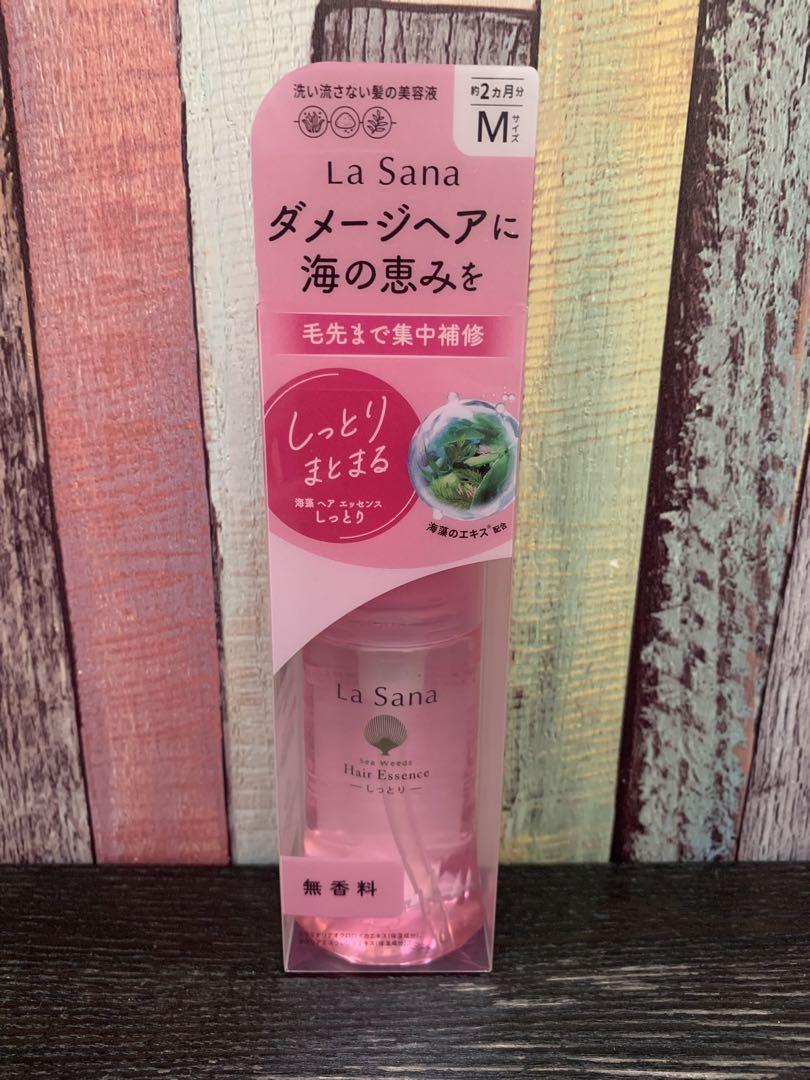 洗い流さない髪の美容液
約2ヵ月分
Mサイズ
La Sana
ダメージヘアに
海の恵みを
毛先まで集中補修
しっとり
まとまる
海藻 ヘア エッセンス
しっとり
海藻のエキス※配合
La Sana
Sea Weeds
Hair Essence
しっとり
無香料